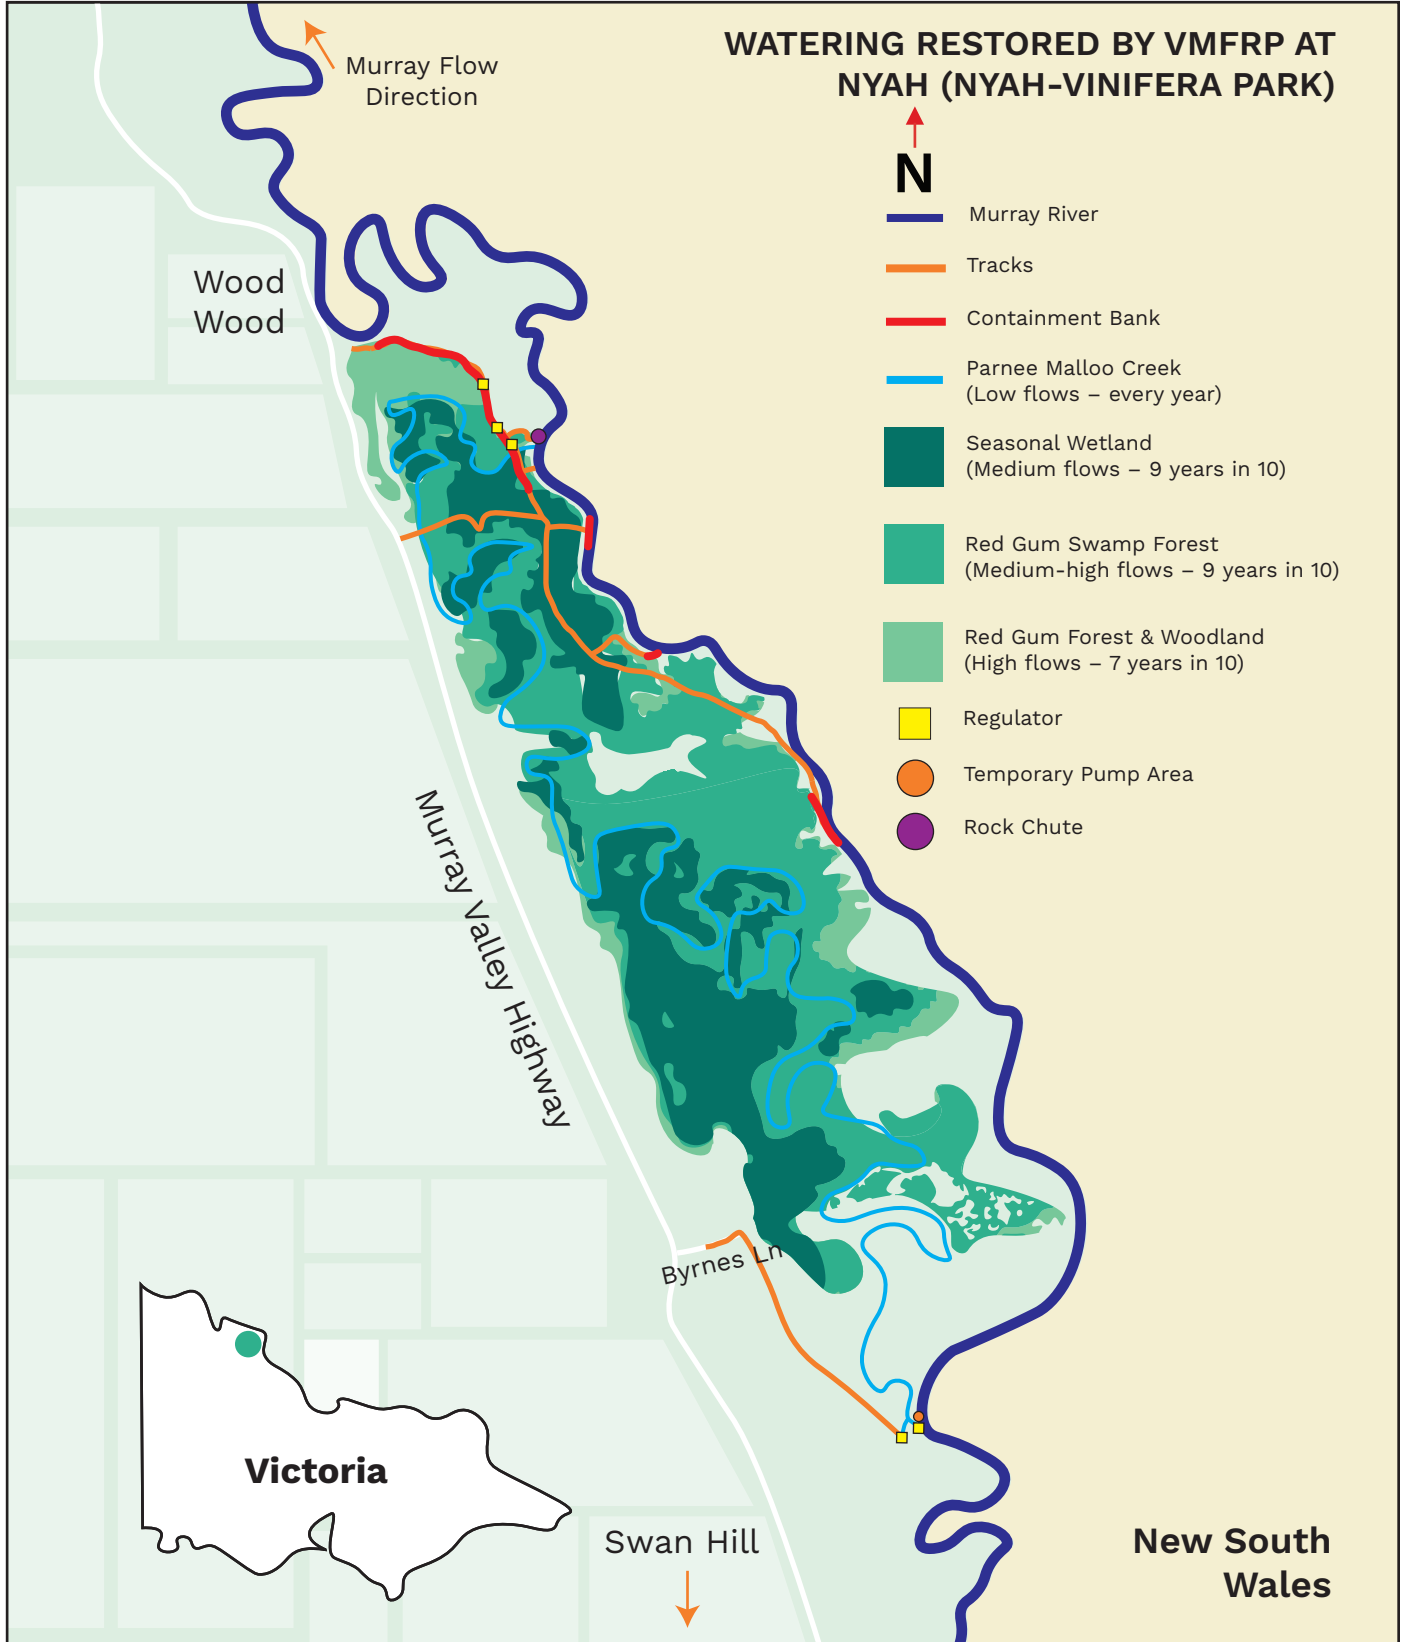 WATERING RESTORED BY VMFRP AT
NYAH (NYAH-VINIFERA PARK)
Murray Flow
Direction
N
Murray River
Tracks
Containment Bank
Parnee Malloo Creek
(Low flows – every year)
Seasonal Wetland
(Medium flows – 9 years in 10)
Red Gum Swamp Forest
(Medium-high flows – 9 years in 10)
Red Gum Forest & Woodland
(High flows – 7 years in 10)
Regulator
Temporary Pump Area
Rock Chute
Wood
Wood
Murray Valley Highway
Byrnes Ln
Victoria
Swan Hill
New South
Wales